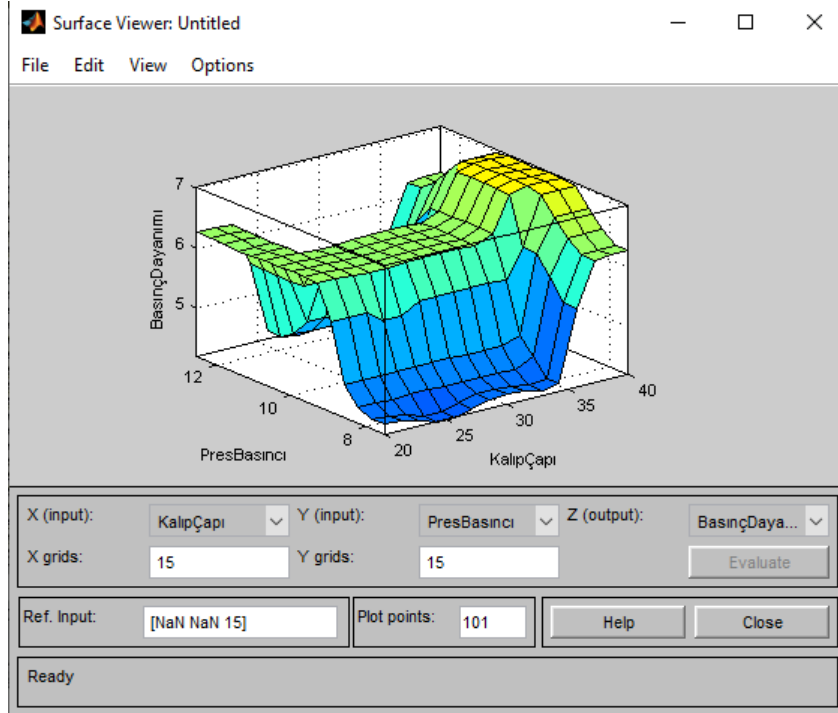 Surface Viewer: Untitled
File Edit View Options
7
6
5
BasınçDayanımı
12
10
8
PresBasıncı
20
25
30
35
40
KalıpÇapı
X (input): KalıpÇapı Y (input): PresBasıncı Z (output): BasınçDaya...
X grids: 15 Y grids: 15 Evaluate
Ref. Input: [NaN NaN 15] Plot points: 101 Help Close
Ready